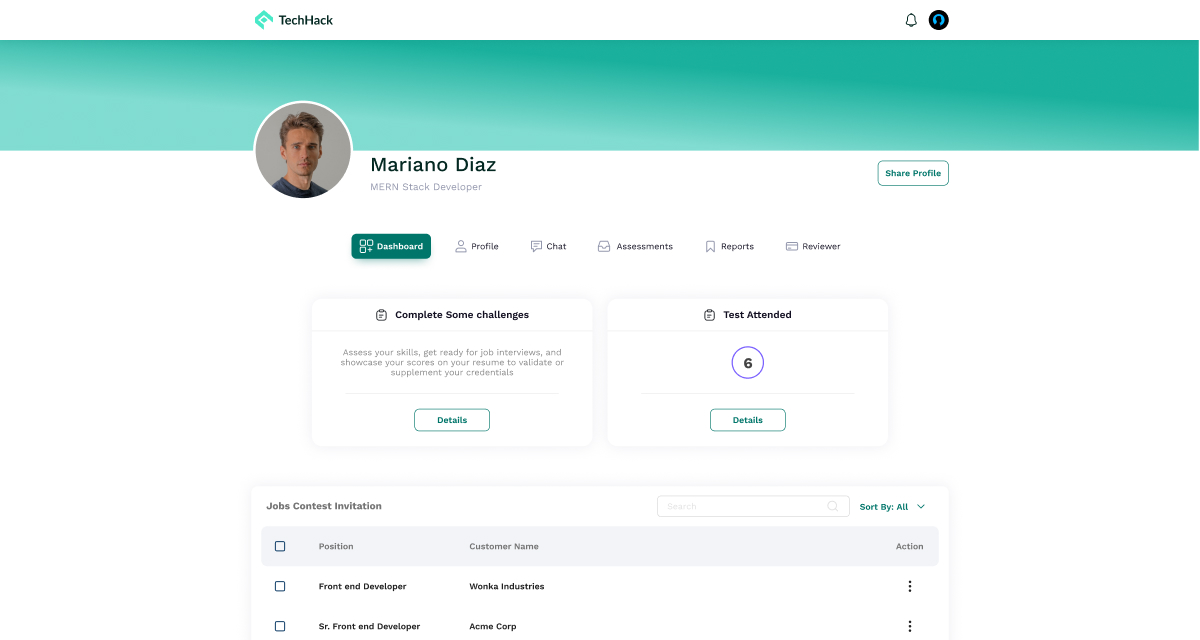 TechHack
Mariano Diaz
MERN Stack Developer
Share Profile
Dashboard
Profile
Chat
Assessments
Reports
Reviewer
Complete Some challenges
Assess your skills, get ready for job interviews, and
showcase your scores on your resume to validate or
supplement your credentials
Details
Test Attended
6
Details
Jobs Contest Invitation
Search
Sort By: All
Position
Customer Name
Action
Front end Developer
Wonka Industries
Sr. Front end Developer
Acme Corp